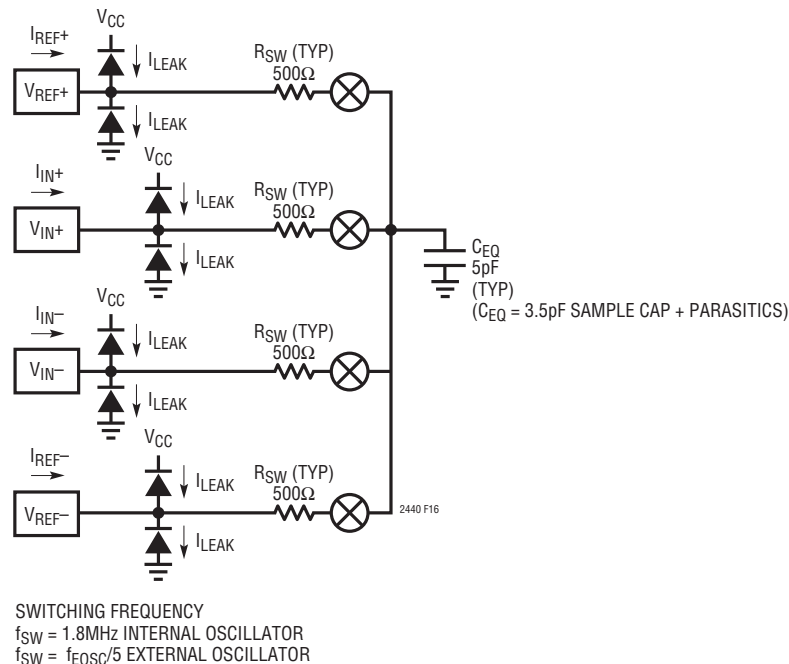 VCC
IREF+
ILEAK
RSW (TYP)
500Ω
VREF+
ILEAK
VCC
IIN+
ILEAK
RSW (TYP)
500Ω
VIN+
ILEAK
CEQ
5pF
(TYP)
(CEQ = 3.5pF SAMPLE CAP + PARASITICS)
VCC
IIN–
ILEAK
RSW (TYP)
500Ω
VIN–
ILEAK
VCC
IREF–
ILEAK
RSW (TYP)
500Ω
VREF–
ILEAK
2440 F16
SWITCHING FREQUENCY
fSW = 1.8MHz INTERNAL OSCILLATOR
fSW = fEOSC/5 EXTERNAL OSCILLATOR